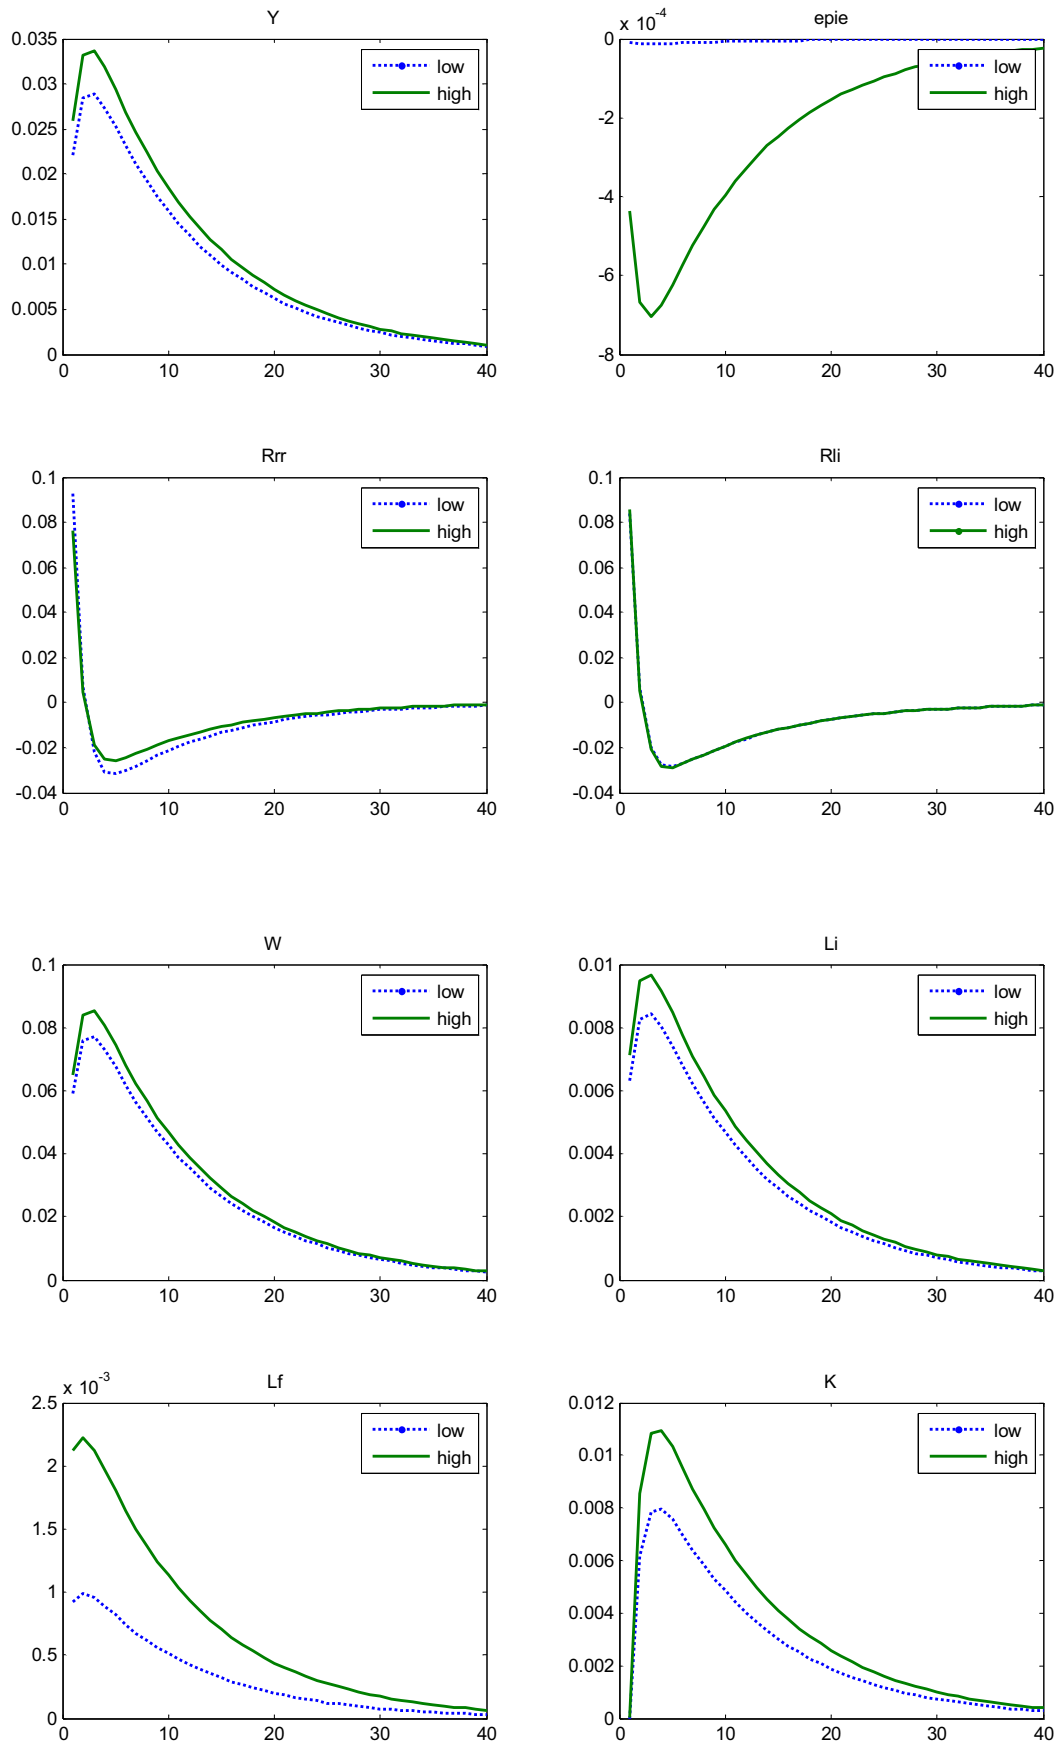 Y
0.035
0.03
0.025
0.02
0.015
0.01
0.005
0
0 10 20 30 40
low
high
epie
x 10^-4
0
-2
-4
-6
-8
0 10 20 30 40
low
high
Rrr
0.1
0.08
0.06
0.04
0.02
0
-0.02
-0.04
0 10 20 30 40
low
high
Rli
0.1
0.08
0.06
0.04
0.02
0
-0.02
-0.04
0 10 20 30 40
low
high
W
0.1
0.08
0.06
0.04
0.02
0
0 10 20 30 40
low
high
Li
0.01
0.008
0.006
0.004
0.002
0
0 10 20 30 40
low
high
Lf
x 10^-3
2.5
2
1.5
1
0.5
0
0 10 20 30 40
low
high
K
0.012
0.01
0.008
0.006
0.004
0.002
0
0 10 20 30 40
low
high